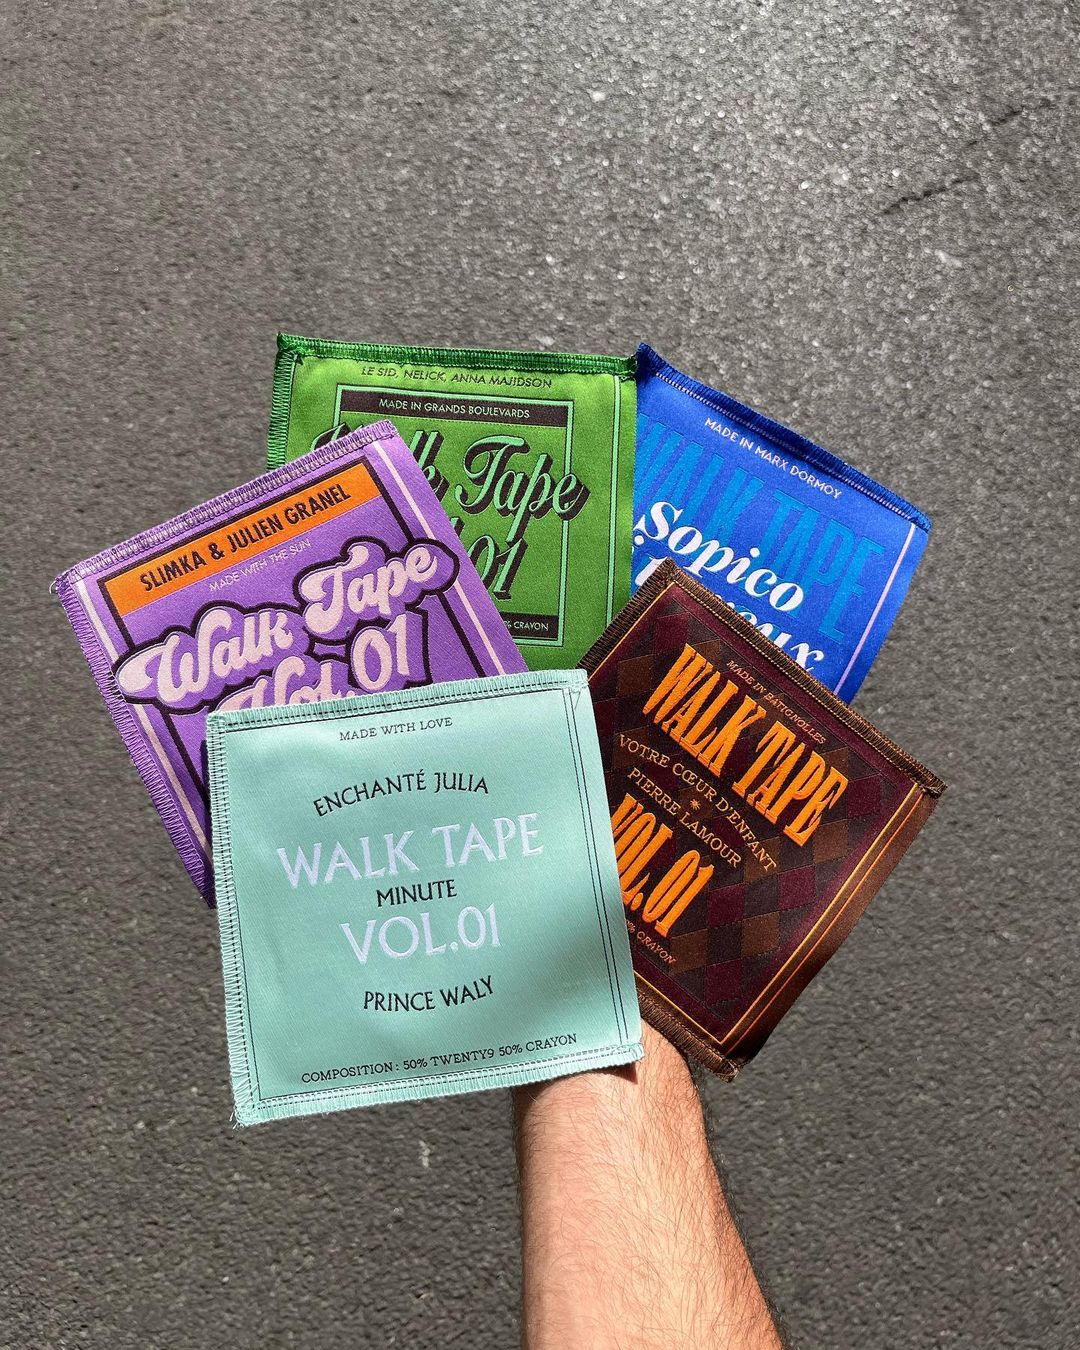 LE SID, NELICK, ANNA MAJIDSON
MADE IN GRANDS BOULEVARDS
Tape
01
CRAYON
MADE IN MARX DORMOY
WALK TAPE
Sopico
SLIMKA & JULIEN GRANEL
MADE WITH THE SUN
Walk Tape
Vol.01
MADE IN BATIGNOLLES
WALK TAPE
VOTRE CŒUR D'ENFANT
PIERRE LAMOUR
VOL.01
% CRAYON
MADE WITH LOVE
ENCHANTÉ JULIA
WALK TAPE
MINUTE
VOL.01
PRINCE WALY
COMPOSITION : 50% TWENTY9 50% CRAYON